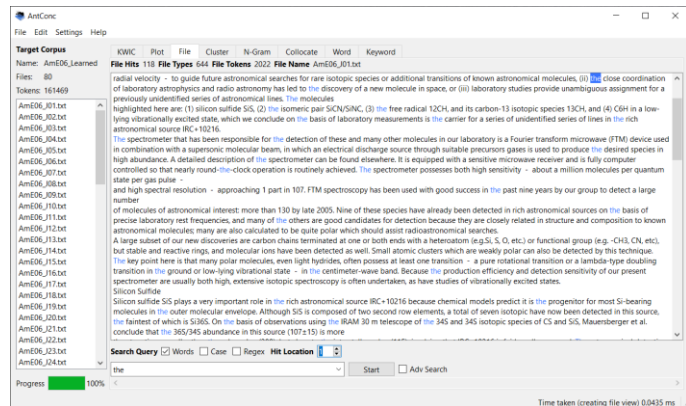 AntConc
File Edit Settings Help
Target Corpus
Name: AmE06_Learned
Files: 80
Tokens: 161469
AmE06_J01.txt
AmE06_J02.txt
AmE06_J03.txt
AmE06_J04.txt
AmE06_J05.txt
AmE06_J06.txt
AmE06_J07.txt
AmE06_J08.txt
AmE06_J09.txt
AmE06_J10.txt
AmE06_J11.txt
AmE06_J12.txt
AmE06_J13.txt
AmE06_J14.txt
AmE06_J15.txt
AmE06_J16.txt
AmE06_J17.txt
AmE06_J18.txt
AmE06_J19.txt
AmE06_J20.txt
AmE06_J21.txt
AmE06_J22.txt
AmE06_J23.txt
AmE06_J24.txt
Progress 100%
KWIC Plot File Cluster N-Gram Collocate Word Keyword
File Hits 118 File Types 644 File Tokens 2022 File Name AmE06_J01.txt
radial velocity - to guide future astronomical searches for rare isotopic species or additional transitions of known astronomical molecules, (ii) the close coordination
of laboratory astrophysics and radio astronomy has led to the discovery of a new molecule in space, or (iii) laboratory studies provide unambiguous assignment for a
previously unidentified series of astronomical lines. The molecules
highlighted here are: (1) silicon sulfide SiS, (2) the isomeric pair SiCN/SiNC, (3) the free radical 12CH, and its carbon-13 isotopic species 13CH, and (4) C6H in a low-
lying vibrationally excited state, which we conclude on the basis of laboratory measurements is the carrier for a series of unidentified series of lines in the rich
astronomical source IRC+10216.
The spectrometer that has been responsible for the detection of these and many other molecules in our laboratory is a Fourier transform microwave (FTM) device used
in combination with a supersonic molecular beam, in which an electrical discharge source through suitable precursors gases is used to produce the desired species in
high abundance. A detailed description of the spectrometer can be found elsewhere. It is equipped with a sensitive microwave receiver and is fully computer
controlled so that nearly round-the-clock operation is routinely achieved. The spectrometer possesses both high sensitivity - about a million molecules per quantum
state per gas pulse -
and high spectral resolution - approaching 1 part in 107. FTM spectroscopy has been used with good success in the past nine years by our group to detect a large
number
of molecules of astronomical interest: more than 130 by late 2005. Nine of these species have already been detected in rich astronomical sources on the basis of
precise laboratory rest frequencies, and many of the others are good candidates for detection because they are closely related in structure and composition to known
astronomical molecules; many are also calculated to be quite polar which should assist radioastronomical searches.
A large subset of our new discoveries are carbon chains terminated at one or both ends with a heteroatom (e.g.Si, S, O, etc.) or functional group (e.g. -CH3, CN, etc),
but stable and reactive rings, and molecular ions have been detected as well. Small atomic clusters which are weakly polar can also be detected by this technique.
The key point here is that many polar molecules, even light hydrides, often possess at least one transition - a pure rotational transition or a lambda-type doubling
transition in the ground or low-lying vibrational state - in the centimeter-wave band. Because the production efficiency and detection sensitivity of our present
spectrometer are usually both high, extensive isotopic spectroscopy is often undertaken, as have studies of vibrationally excited states.
Silicon Sulfide
Silicon sulfide SiS plays a very important role in the rich astronomical source IRC+10216 because chemical models predict it is the progenitor for most Si-bearing
molecules in the outer molecular envelope. Although SiS is composed of two second row elements, a total of seven isotopic have now been detected in this source,
the faintest of which is Si36S. On the basis of observations using the IRAM 30 m telescope of the 34S and 34S isotopic species of CS and SiS, Mauersberger et al.
conclude that the 36S/34S abundance in this source (107±15) is more
Search Query Words Case Regex Hit Location
the Start Adv Search
Time taken (creating file view) 0.0435 ms